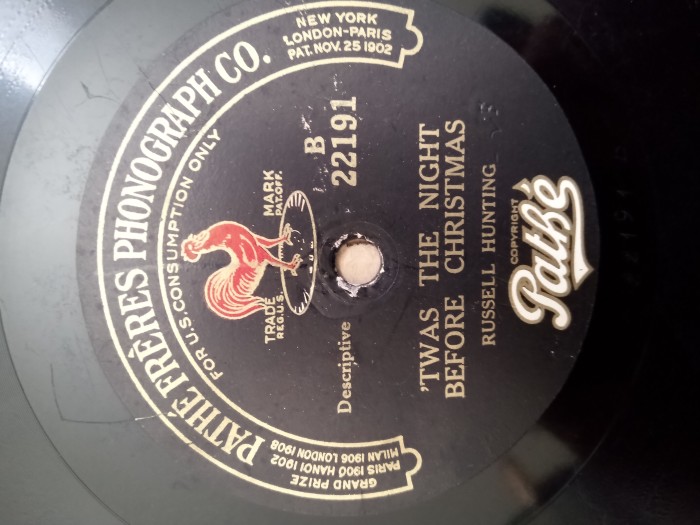 PATHÉ FRÈRES PHONOGRAPH CO.
NEW YORK
LONDON-PARIS
PAT. NOV. 25 1902
GRAND PRIZE
PARIS 1900 HANOI 1902
MILAN 1906 LONDON 1908
FOR U.S. CONSUMPTION ONLY
TRADE MARK
REG. U.S. PAT. OFF.
Descriptive
B
22191
'TWAS THE NIGHT
BEFORE CHRISTMAS
RUSSELL HUNTING
COPYRIGHT
Pathé